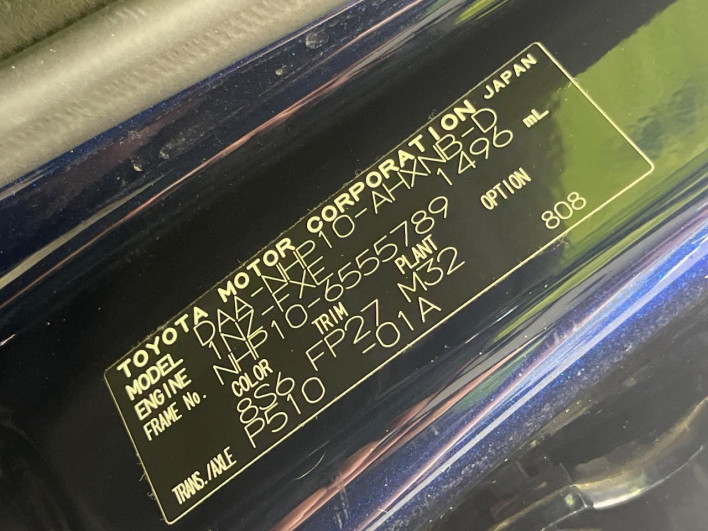 TOYOTA MOTOR CORPORATION JAPAN
MODEL DAA-NHP10-AHXNB-D
ENGINE 1NZ-FXE 1496 mL
FRAME No. NHP10-6555789
COLOR TRIM PLANT OPTION
8S6 FP27 M32 808
TRANS./AXLE P510 -01A